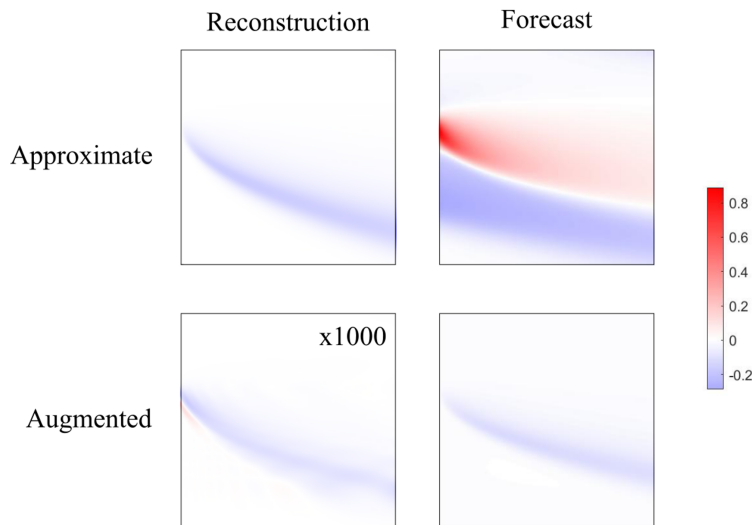 Reconstruction
Forecast
Approximate
0.8
0.6
0.4
0.2
0
-0.2
x1000
Augmented